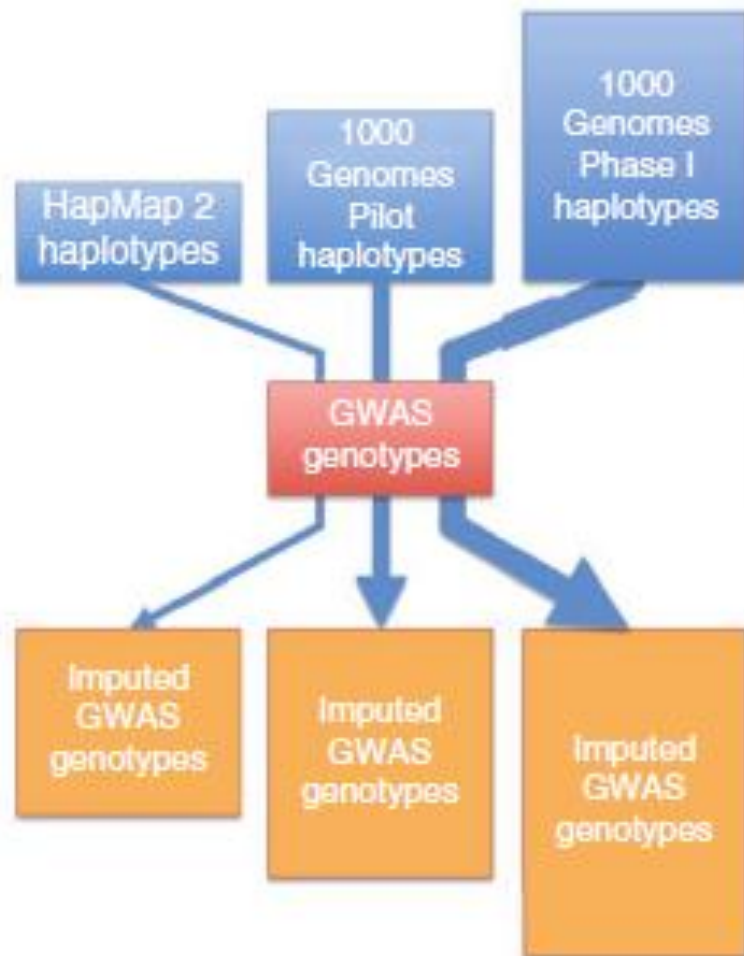 HapMap 2
haplotypes
1000
Genomes
Pilot
haplotypes
1000
Genomes
Phase I
haplotypes
GWAS
genotypes
Imputed
GWAS
genotypes
Imputed
GWAS
genotypes
Imputed
GWAS
genotypes